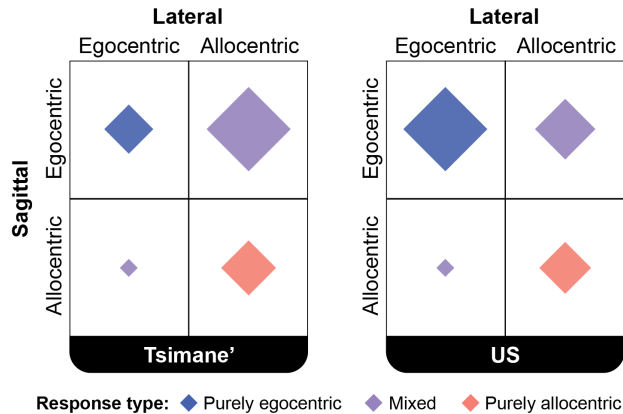 Lateral
Egocentric Allocentric
Sagittal
Egocentric
Allocentric
Tsimane’
Lateral
Egocentric Allocentric
Egocentric
Allocentric
US
Response type: Purely egocentric Mixed Purely allocentric